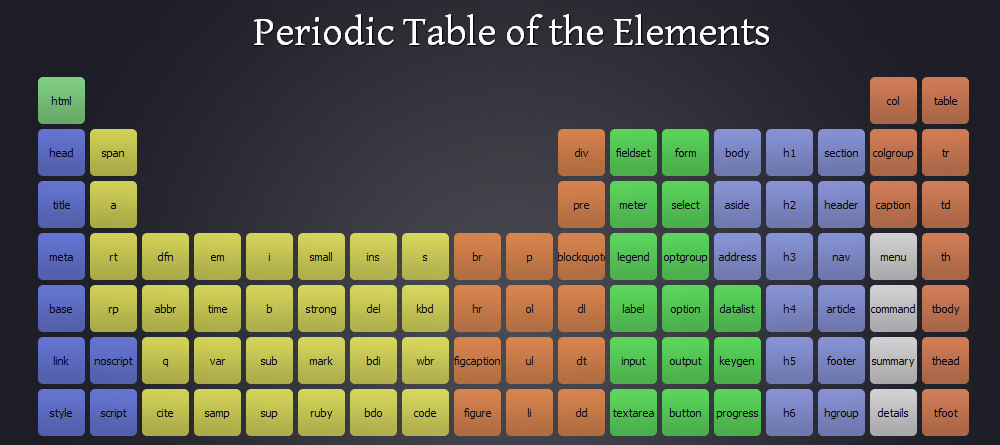 Periodic Table of the Elements
html col table
head span div fieldset form body h1 section colgroup tr
title a pre meter select aside h2 header caption td
meta rt dfn em i small ins s br p blockquot legend optgroup address h3 nav menu th
base rp abbr time b strong del kbd hr ol dl label option datalist h4 article command tbody
link noscript q var sub mark bdi wbr figcaption ul dt input output keygen h5 footer summary thead
style script cite samp sup ruby bdo code figure li dd textarea button progress h6 hgroup details tfoot